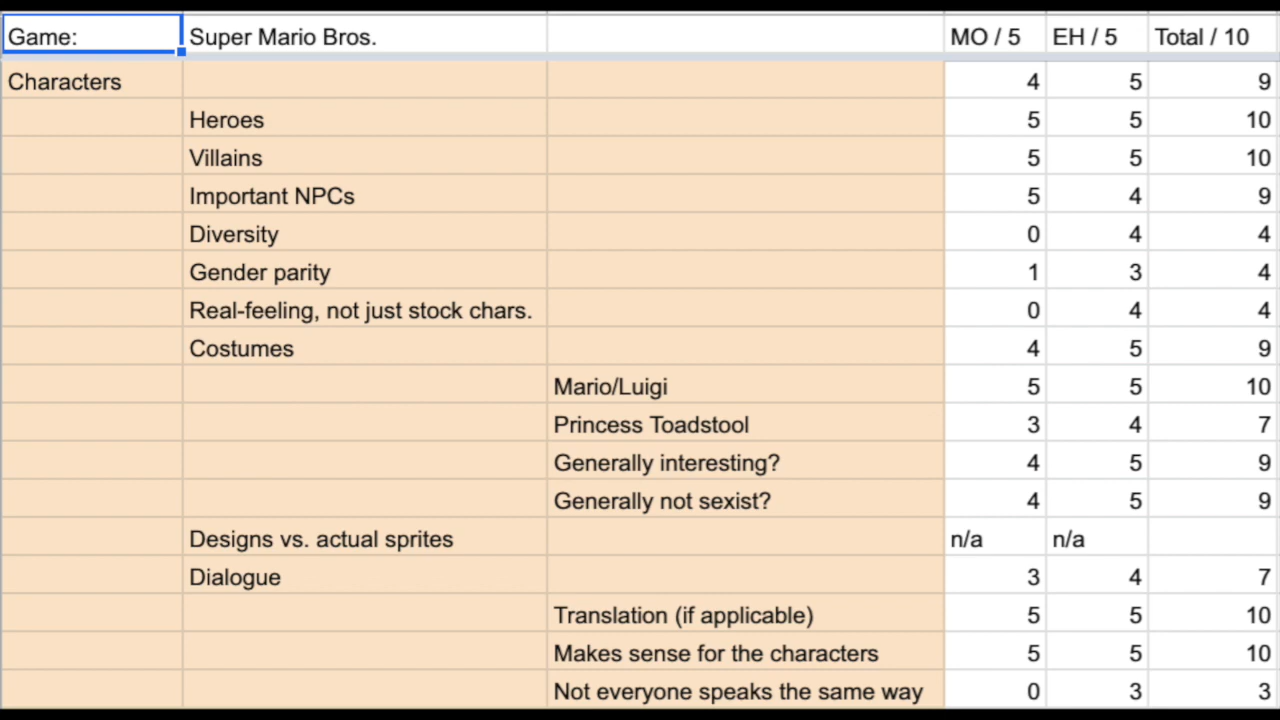 Game: Super Mario Bros. MO / 5 EH / 5 Total / 10
Characters 4 5 9
Heroes 5 5 10
Villains 5 5 10
Important NPCs 5 4 9
Diversity 0 4 4
Gender parity 1 3 4
Real-feeling, not just stock chars. 0 4 4
Costumes 4 5 9
Mario/Luigi 5 5 10
Princess Toadstool 3 4 7
Generally interesting? 4 5 9
Generally not sexist? 4 5 9
Designs vs. actual sprites n/a n/a
Dialogue 3 4 7
Translation (if applicable) 5 5 10
Makes sense for the characters 5 5 10
Not everyone speaks the same way 0 3 3